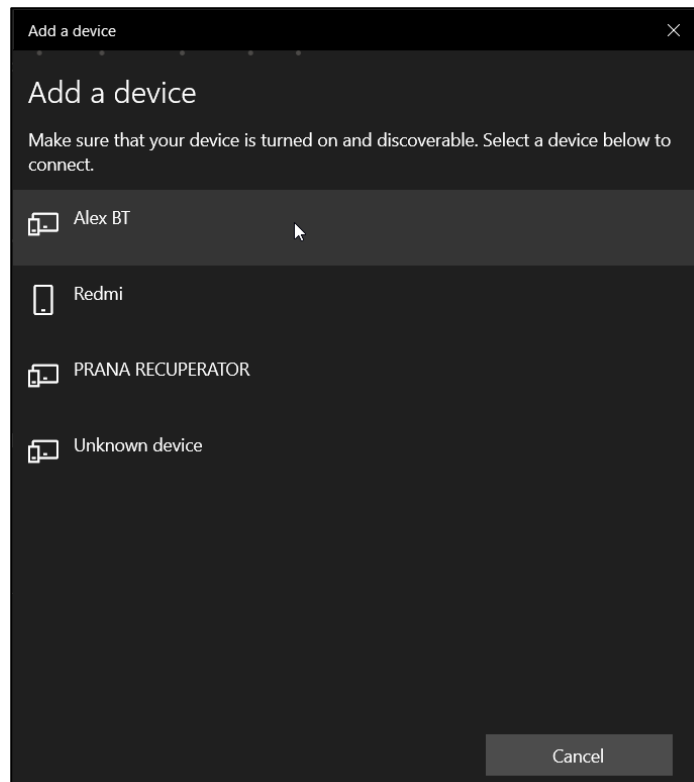 Add a device
Add a device
Make sure that your device is turned on and discoverable. Select a device below to
connect.
Alex BT
Redmi
PRANA RECUPERATOR
Unknown device
Cancel